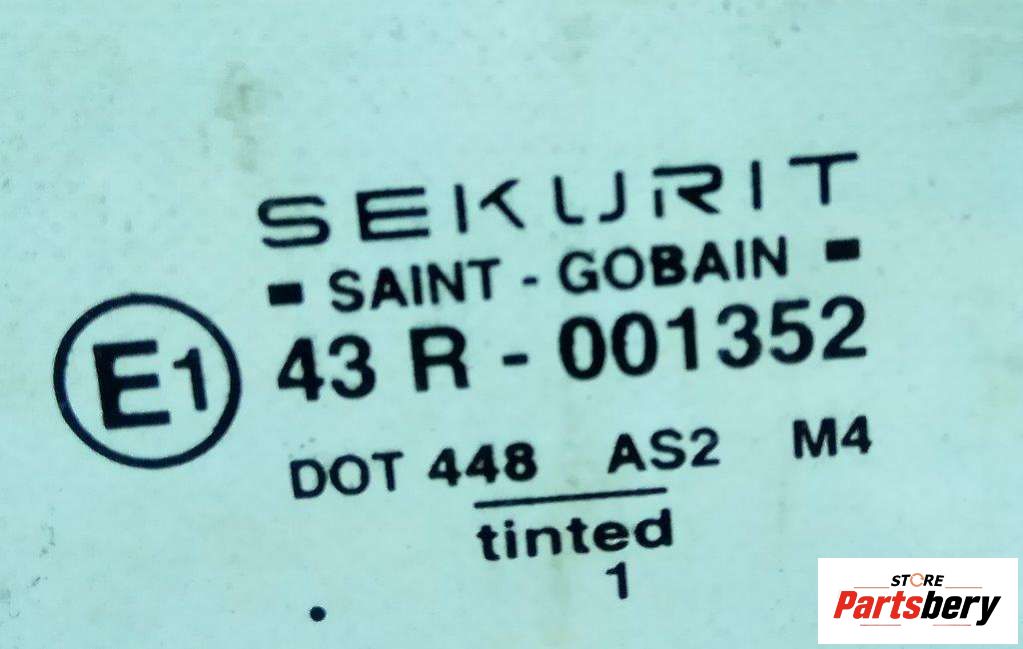 SEKURIT
- SAINT - GOBAIN -
E1 43 R - 001352
DOT 448 AS2 M4
tinted
1
STORE
Partsbery